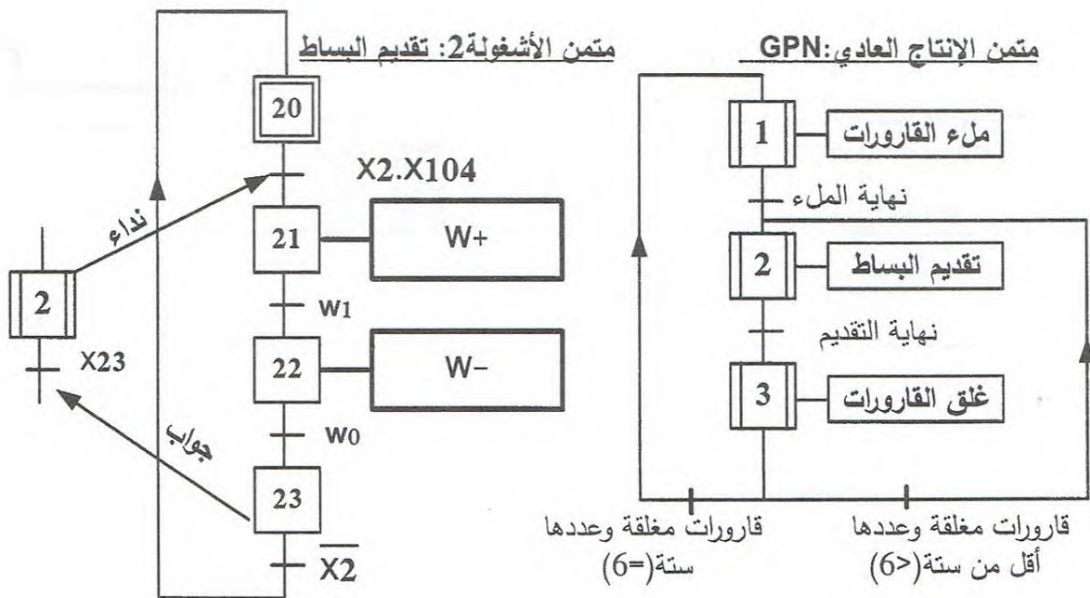 متمن الإنتاج العادي:GPN
1
ملء القارورات
نهاية الملء
2
تقديم البساط
نهاية التقديم
3
غلق القارورات
قارورات مغلقة وعددها
أقل من ستة(<6)
قارورات مغلقة وعددها
ستة(=6)
متمن الأشغولة2: تقديم البساط
20
X2.X104
نداء
21
W+
2
w1
X23
22
W−
w0
جواب
23
X2